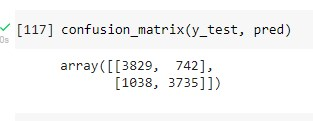 [117] confusion_matrix(y_test, pred)
0s
array([[3829, 742],
[1038, 3735]])